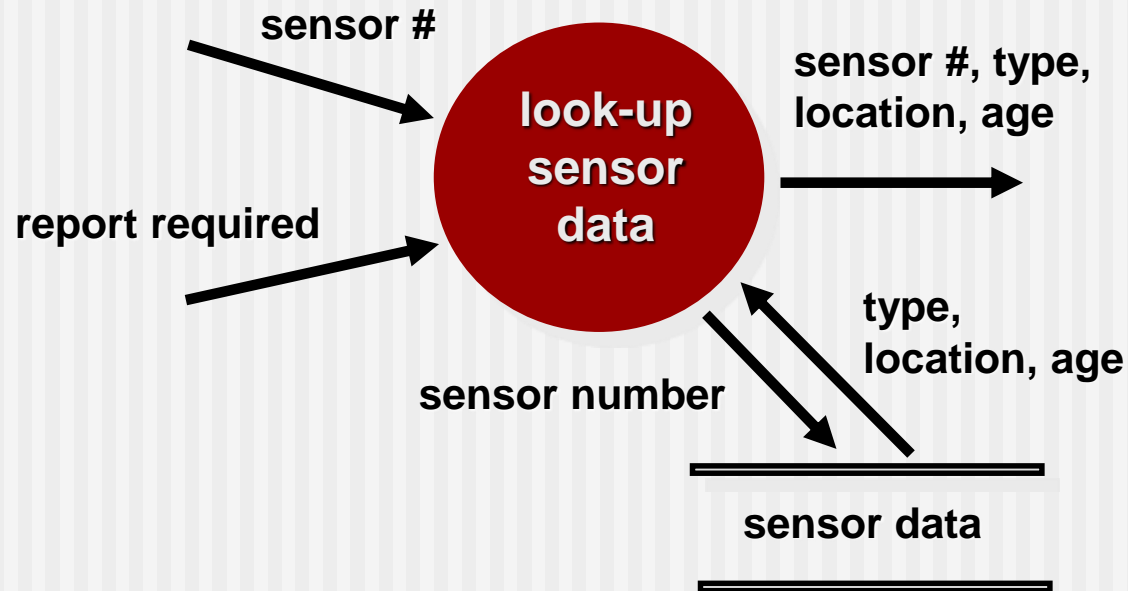 sensor #
look-up
sensor
data
sensor #, type,
location, age
report required
type,
location, age
sensor number
sensor data